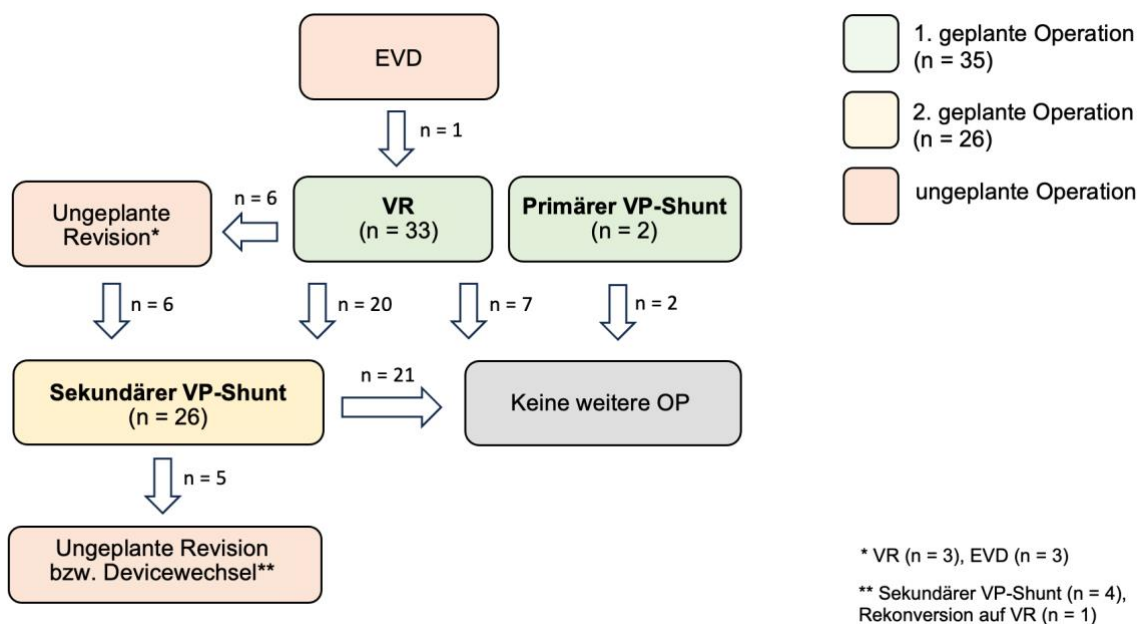 EVD
n = 1
Ungeplante
Revision*
n = 6
VR
(n = 33)
Primärer VP-Shunt
(n = 2)
n = 6
n = 20
n = 7
n = 2
Sekundärer VP-Shunt
(n = 26)
n = 21
Keine weitere OP
n = 5
Ungeplante Revision
bzw. Devicewechsel**
1. geplante Operation
(n = 35)
2. geplante Operation
(n = 26)
ungeplante Operation
* VR (n = 3), EVD (n = 3)
** Sekundärer VP-Shunt (n = 4),
Rekonversion auf VR (n = 1)